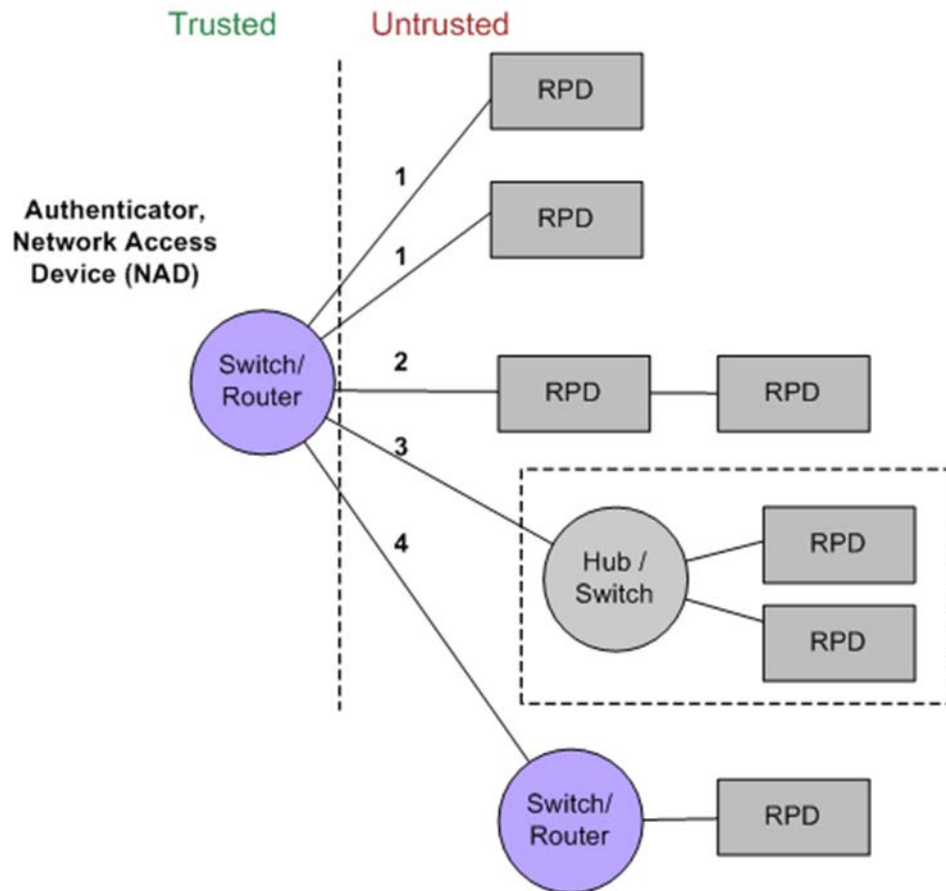 Trusted
Untrusted
RPD
1
RPD
1
Authenticator,
Network Access
Device (NAD)
Switch/
Router
2
RPD
RPD
3
Hub /
Switch
RPD
RPD
4
Switch/
Router
RPD